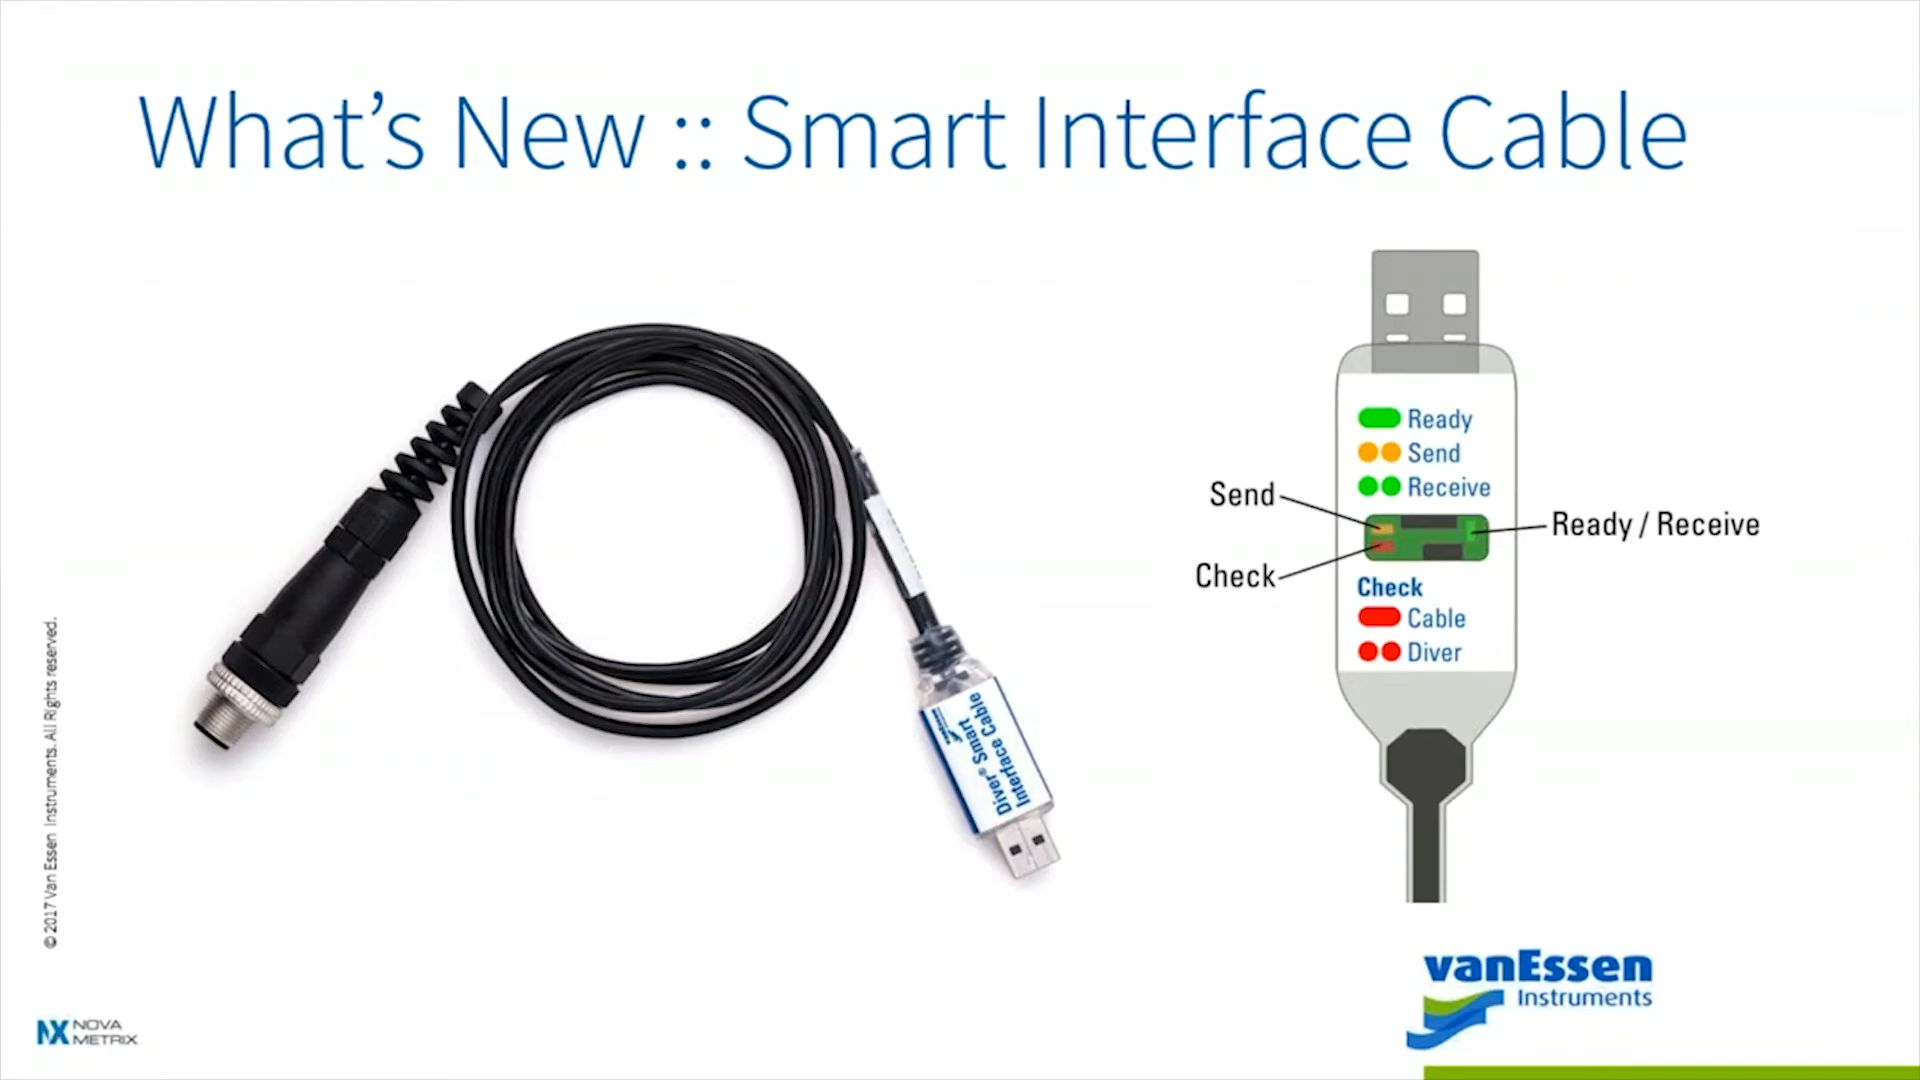 What's New :: Smart Interface Cable
Ready
Send
Receive
Send
Ready / Receive
Check
Check
Cable
Diver
vanEssen
Diver® Smart
Interface Cable
© 2017 Van Essen Instruments. All Rights reserved.
NOVA
METRIX
vanEssen
Instruments